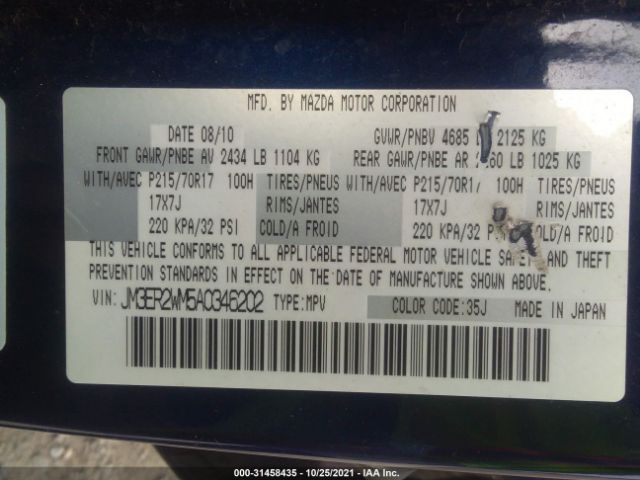 MFD. BY MAZDA MOTOR CORPORATION
DATE 08/10 GVWR/PNBV 4685 2125 KG
FRONT GAWR/PNBE AV 2434 LB 1104 KG REAR GAWR/PNBE AR LB 1025 KG
WITH/AVEC P215/70R17 100H TIRES/PNEUS WITH/AVEC P215/70R17 100H TIRES/PNEUS
17X7J RIMS/JANTES 17X7J RIMS/JANTES
220 KPA/32 PSI COLD/A FROID 220 KPA/32 COLD/A FROID
THIS VEHICLE CONFORMS TO ALL APPLICABLE FEDERAL MOTOR VEHICLE SAFETY AND THEFT
PREVENTION STANDARDS IN EFFECT ON THE DATE OF MANUFACTURE SHOWN ABOVE.
VIN: JM3ER2WM5A0346202 TYPE:MPV COLOR CODE:35J MADE IN JAPAN
000-31458435 - 10/25/2021 - IAA Inc.